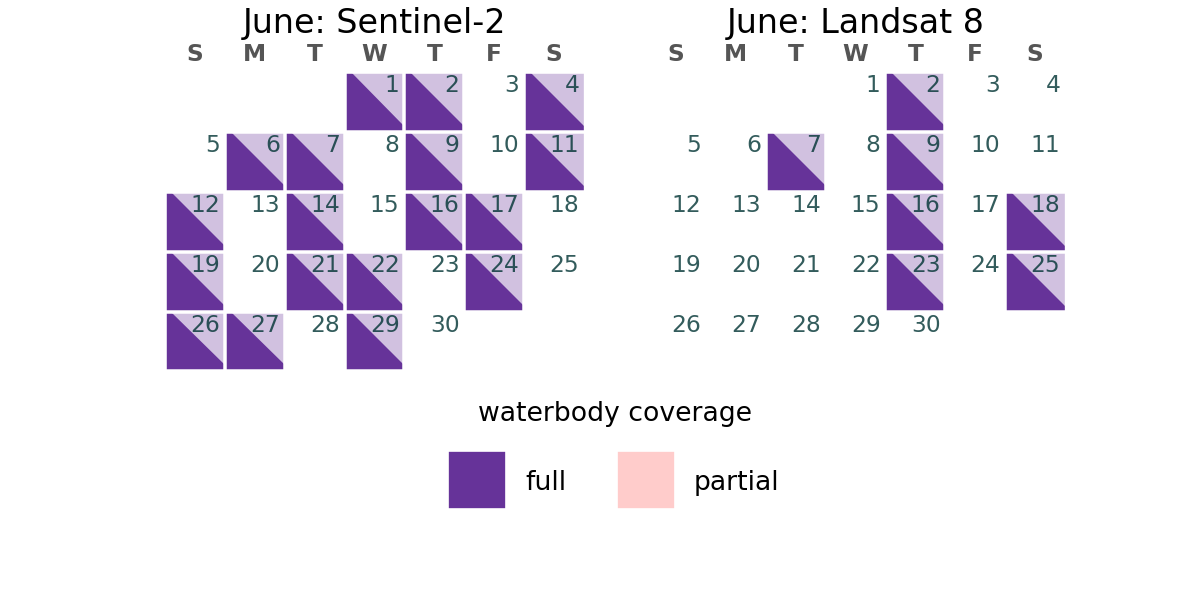 June: Sentinel-2
S M T W T F S
1 2 3 4
5 6 7 8 9 10 11
12 13 14 15 16 17 18
19 20 21 22 23 24 25
26 27 28 29 30
June: Landsat 8
S M T W T F S
1 2 3 4
5 6 7 8 9 10 11
12 13 14 15 16 17 18
19 20 21 22 23 24 25
26 27 28 29 30
waterbody coverage
full partial